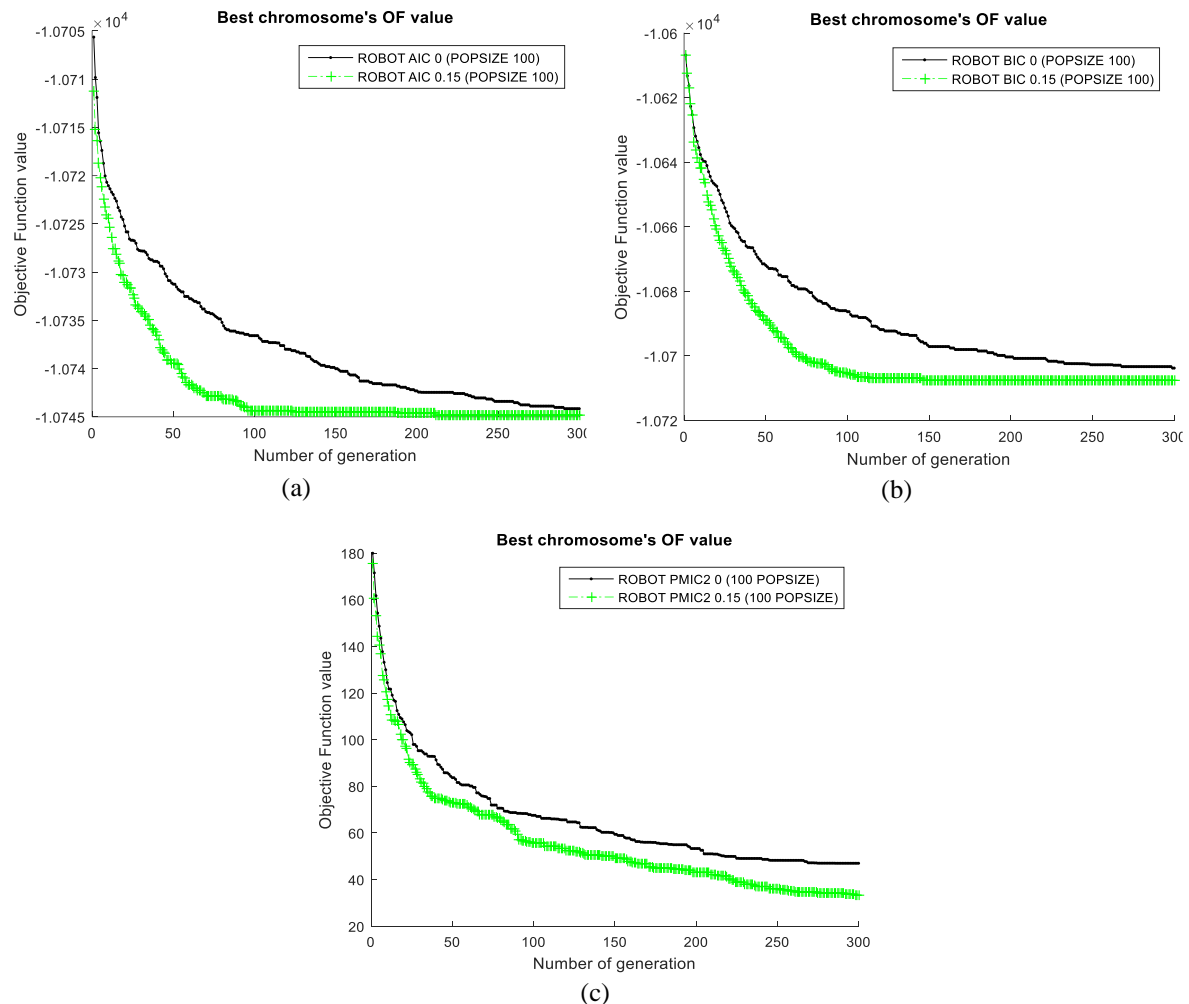 Best chromosome's OF value
×10⁴
-1.0705
-1.071
-1.0715
-1.072
-1.0725
-1.073
-1.0735
-1.074
-1.0745
Objective Function value
ROBOT AIC 0 (POPSIZE 100)
ROBOT AIC 0.15 (POPSIZE 100)
0 50 100 150 200 250 300
Number of generation
(a)
Best chromosome's OF value
×10⁴
-1.06
-1.062
-1.064
-1.066
-1.068
-1.07
-1.072
Objective Function value
ROBOT BIC 0 (POPSIZE 100)
ROBOT BIC 0.15 (POPSIZE 100)
0 50 100 150 200 250 300
Number of generation
(b)
Best chromosome's OF value
180
160
140
120
100
80
60
40
20
Objective Function value
ROBOT PMIC2 0 (100 POPSIZE)
ROBOT PMIC2 0.15 (100 POPSIZE)
0 50 100 150 200 250 300
Number of generation
(c)